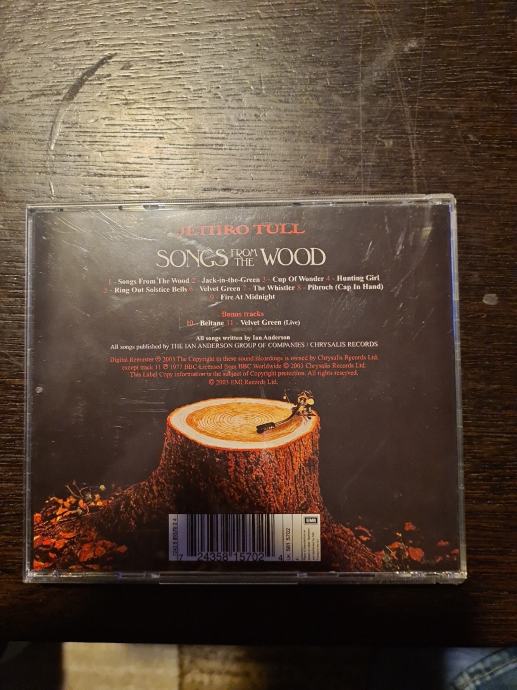 JETHRO TULL
SONGS FROM THE WOOD
1 - Songs From The Wood 2 - Jack-in-the-Green 3 - Cup Of Wonder 4 - Hunting Girl
5 - Ring Out Solstice Bells 6 - Velvet Green 7 - The Whistler 8 - Pibroch (Cap In Hand)
9 - Fire At Midnight
Bonus tracks
10 - Beltane 11 - Velvet Green (Live)
All songs written by Ian Anderson
All songs published by THE IAN ANDERSON GROUP OF COMPANIES / CHRYSALIS RECORDS
Digital Remaster ℗ 2003 The Copyright in these sound recordings is owned by Chrysalis Records Ltd.
except track 11 ℗ 1977 BBC-Licensed from BBC Worldwide © 2003 Chrysalis Records Ltd.
This Label Copy information is the subject of Copyright protection. All rights reserved.
© 2003 EMI Records Ltd.
7 24358 15702 4
EMI